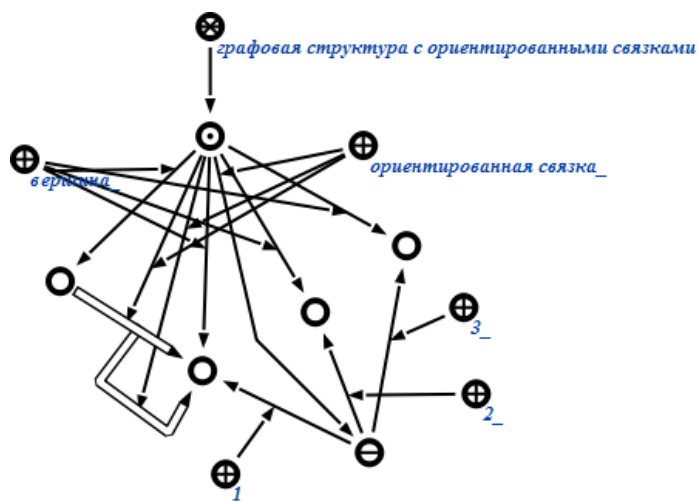 графовая структура с ориентированными связками
вершина_
ориентированная связка_
3_
2_
1